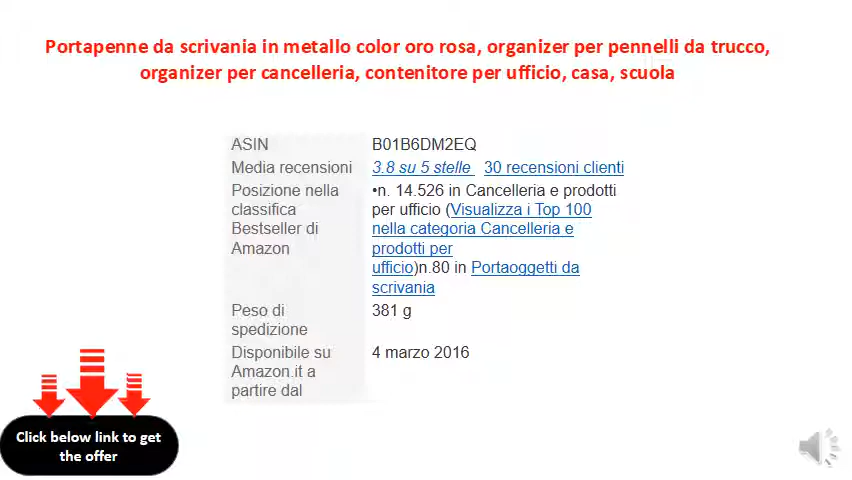 Portapenne da scrivania in metallo color oro rosa, organizer per pennelli da trucco,
organizer per cancelleria, contenitore per ufficio, casa, scuola
ASIN B01B6DM2EQ
Media recensioni 3.8 su 5 stelle 30 recensioni clienti
Posizione nella
classifica
Bestseller di
Amazon
•n. 14.526 in Cancelleria e prodotti
per ufficio (Visualizza i Top 100
nella categoria Cancelleria e
prodotti per
ufficio)n.80 in Portaoggetti da
scrivania
Peso di
spedizione
381 g
Disponibile su
Amazon.it a
partire dal
4 marzo 2016
Click below link to get
the offer